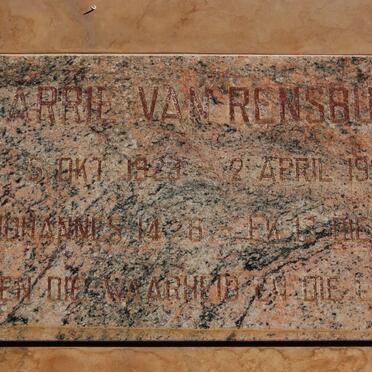 ARRIE VAN RENSBU
5 OKT 1923 2 APRIL 19
JOHANNES 14:6 EK IS
EN DIE WAARHEID EN DIE